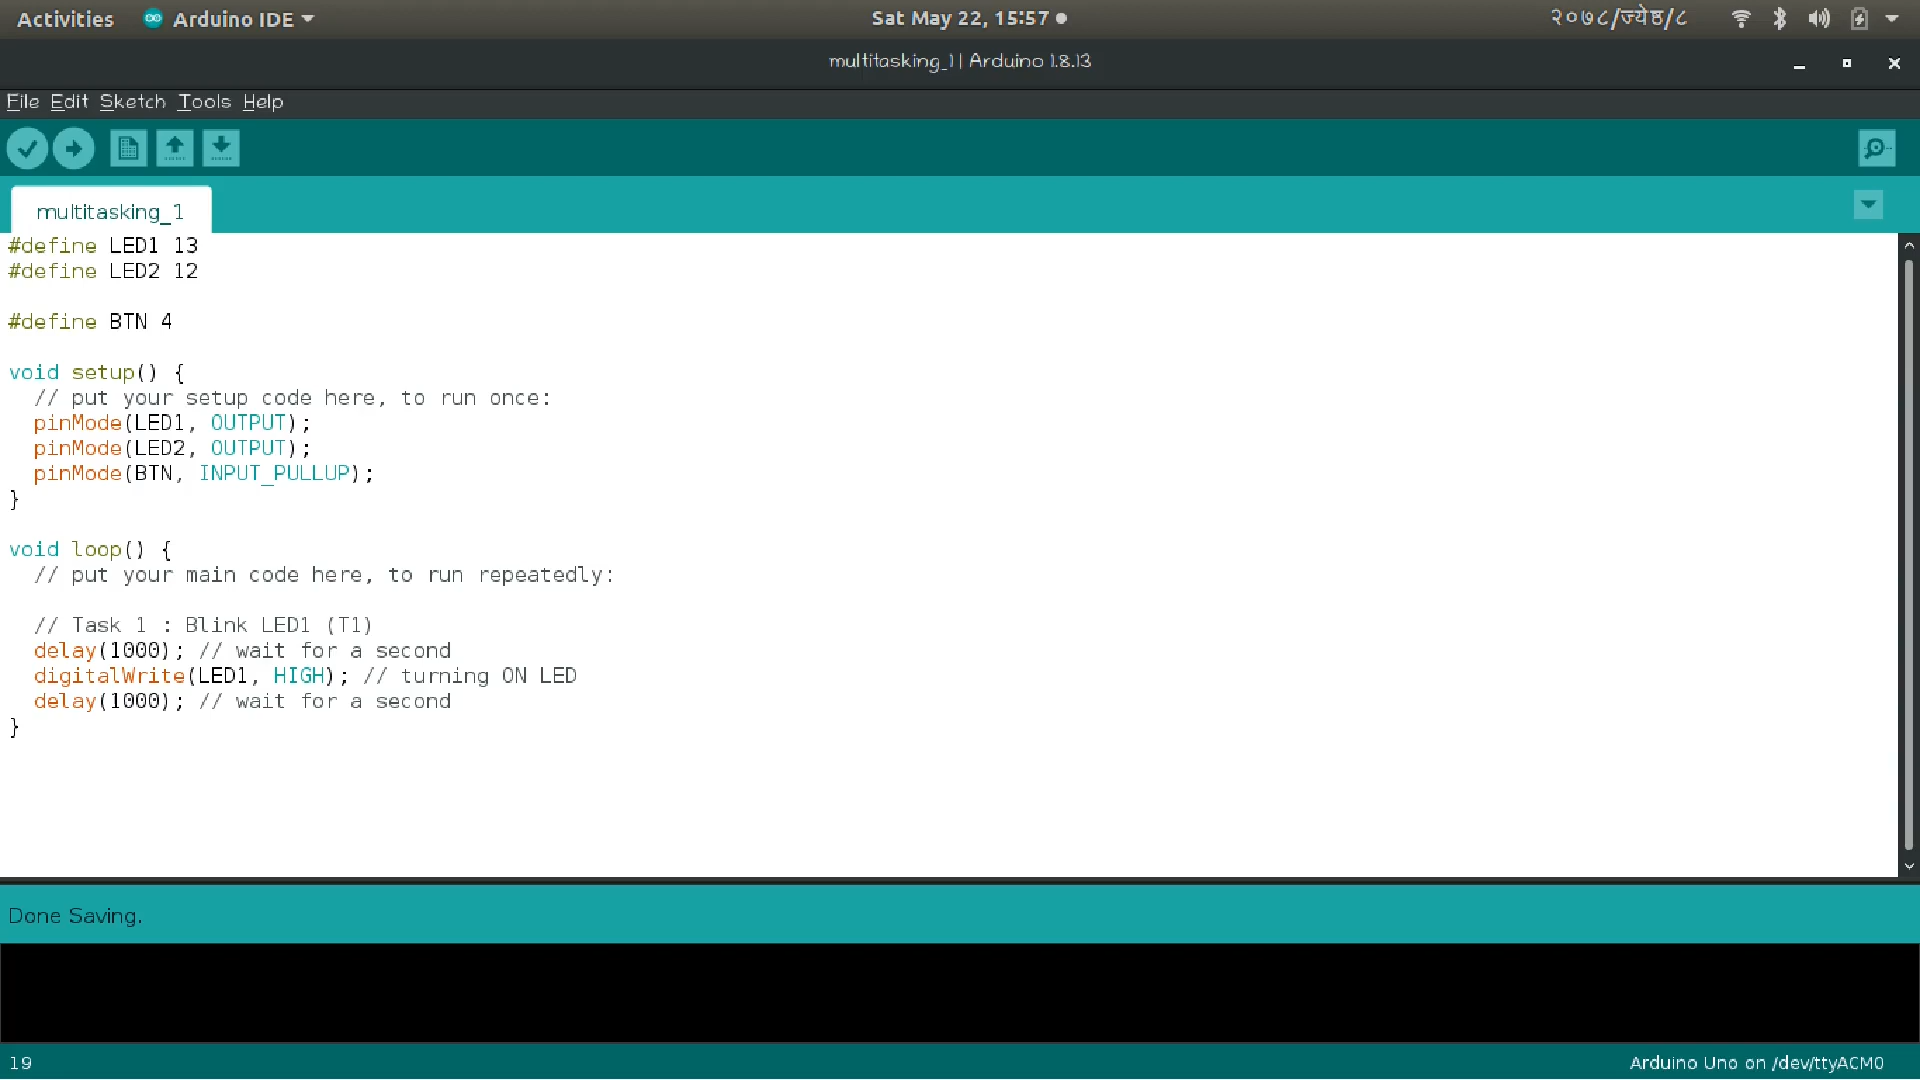 Activities Arduino IDE Sat May 22, 15:57 २०७८/ज्येष्ठ/८
multitasking_1 | Arduino 1.8.13
File Edit Sketch Tools Help
multitasking_1
#define LED1 13
#define LED2 12
#define BTN 4
void setup() {
// put your setup code here, to run once:
pinMode(LED1, OUTPUT);
pinMode(LED2, OUTPUT);
pinMode(BTN, INPUT_PULLUP);
}
void loop() {
// put your main code here, to run repeatedly:
// Task 1 : Blink LED1 (T1)
delay(1000); // wait for a second
digitalWrite(LED1, HIGH); // turning ON LED
delay(1000); // wait for a second
}
Done Saving.
19 Arduino Uno on /dev/ttyACM0